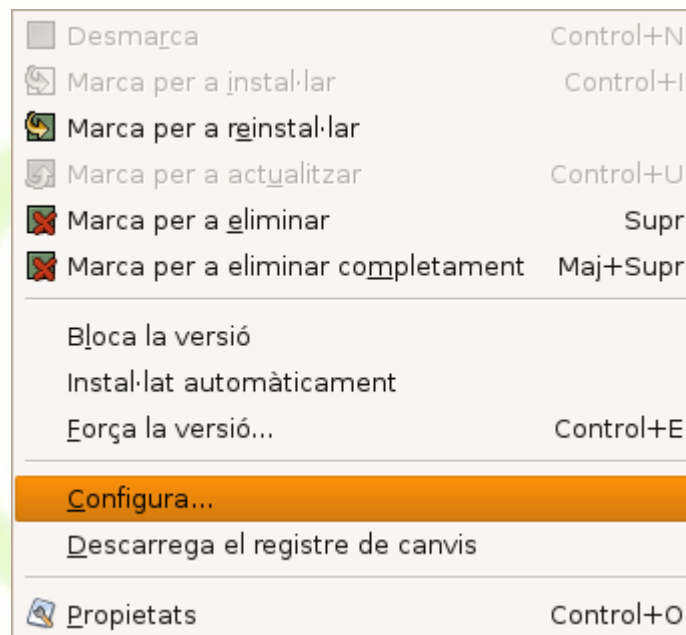 Desmarca Control+N
Marca per a instal·lar Control+I
Marca per a reinstal·lar
Marca per a actualitzar Control+U
Marca per a eliminar Supr
Marca per a eliminar completament Maj+Supr
Bloca la versió
Instal·lat automàticament
Força la versió... Control+E
Configura...
Descarrega el registre de canvis
Propietats Control+O